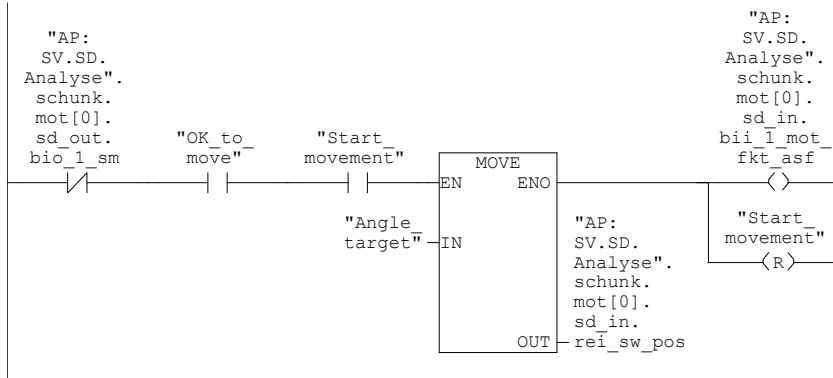 "AP:
SV.SD.
Analyse".
schunk.
mot[0].
sd_out.
bio_1_sm
"OK_to_
move"
"Start_
movement"
MOVE
EN
ENO
"Angle_
target"
IN
"AP:
SV.SD.
Analyse".
schunk.
mot[0].
sd_in.
rei_sw_pos
OUT
"AP:
SV.SD.
Analyse".
schunk.
mot[0].
sd_in.
bii_1_mot_
fkt_asf
"Start_
movement"
R